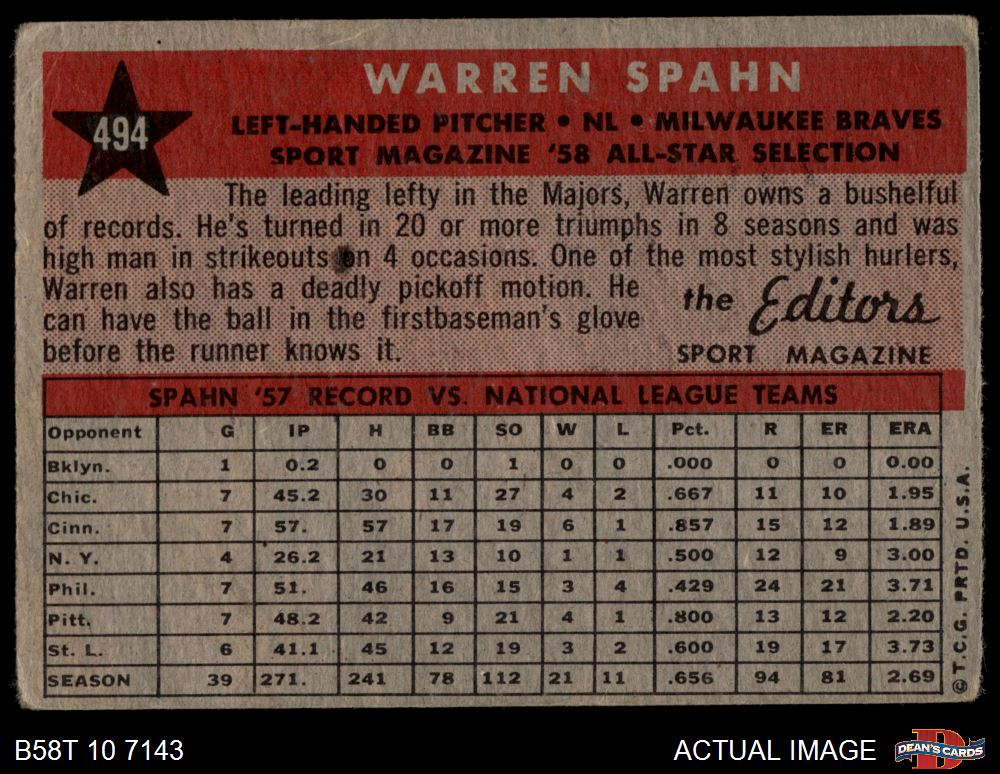 WARREN SPAHN
494
LEFT-HANDED PITCHER • NL • MILWAUKEE BRAVES
SPORT MAGAZINE '58 ALL-STAR SELECTION
The leading lefty in the Majors, Warren owns a bushelful
of records. He's turned in 20 or more triumphs in 8 seasons and was
high man in strikeouts on 4 occasions. One of the most stylish hurlers,
Warren also has a deadly pickoff motion. He
can have the ball in the firstbaseman's glove
before the runner knows it.
the Editors
SPORT MAGAZINE
SPAHN '57 RECORD VS. NATIONAL LEAGUE TEAMS
Opponent G IP H BB SO W L Pct. R ER ERA
Bklyn. 1 0.2 0 0 1 0 0 .000 0 0 0.00
Chic. 7 45.2 30 11 27 4 2 .667 11 10 1.95
Cinn. 7 57. 57 17 19 6 1 .857 15 12 1.89
N. Y. 4 26.2 21 13 10 1 1 .500 12 9 3.00
Phil. 7 51. 46 16 15 3 4 .429 24 21 3.71
Pitt. 7 48.2 42 9 21 4 1 .800 13 12 2.20
St. L. 6 41.1 45 12 19 3 2 .600 19 17 3.73
SEASON 39 271. 241 78 112 21 11 .656 94 81 2.69
© T.C.G. PRTD. U.S.A.
B58T 10 7143
ACTUAL IMAGE
DEAN'S CARDS